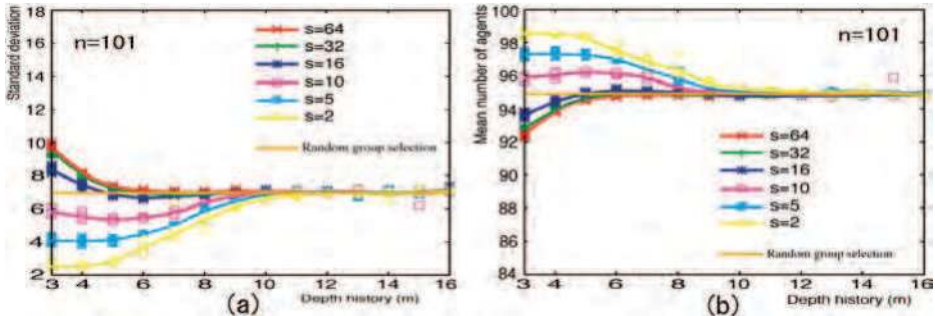 Standard deviation
18
16
14
12
10
8
6
4
2
n=101
s=64
s=32
s=16
s=10
s=5
s=2
Random group selection
3 4 6 8 10 12 14 16
(a) Depth history (m)
Mean number of agents
100
98
96
94
92
90
88
86
84
n=101
s=64
s=32
s=16
s=10
s=5
s=2
Random group selection
3 4 6 8 10 12 14 16
(b) Depth history (m)